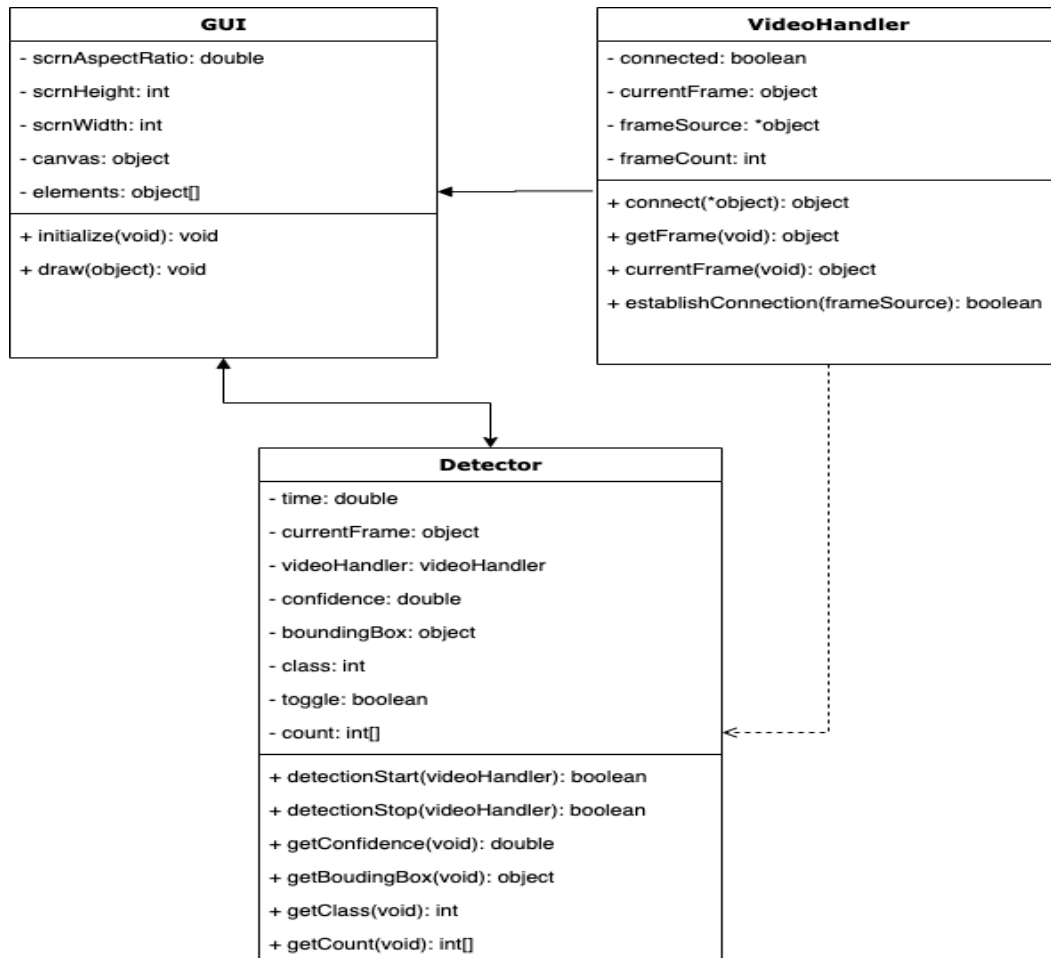 GUI
- scrnAspectRatio: double
- scrnHeight: int
- scrnWidth: int
- canvas: object
- elements: object[]
+ initialize(void): void
+ draw(object): void
VideoHandler
- connected: boolean
- currentFrame: object
- frameSource: *object
- frameCount: int
+ connect(*object): object
+ getFrame(void): object
+ currentFrame(void): object
+ establishConnection(frameSource): boolean
Detector
- time: double
- currentFrame: object
- videoHandler: videoHandler
- confidence: double
- boundingBox: object
- class: int
- toggle: boolean
- count: int[]
+ detectionStart(videoHandler): boolean
+ detectionStop(videoHandler): boolean
+ getConfidence(void): double
+ getBoudingBox(void): object
+ getClass(void): int
+ getCount(void): int[]